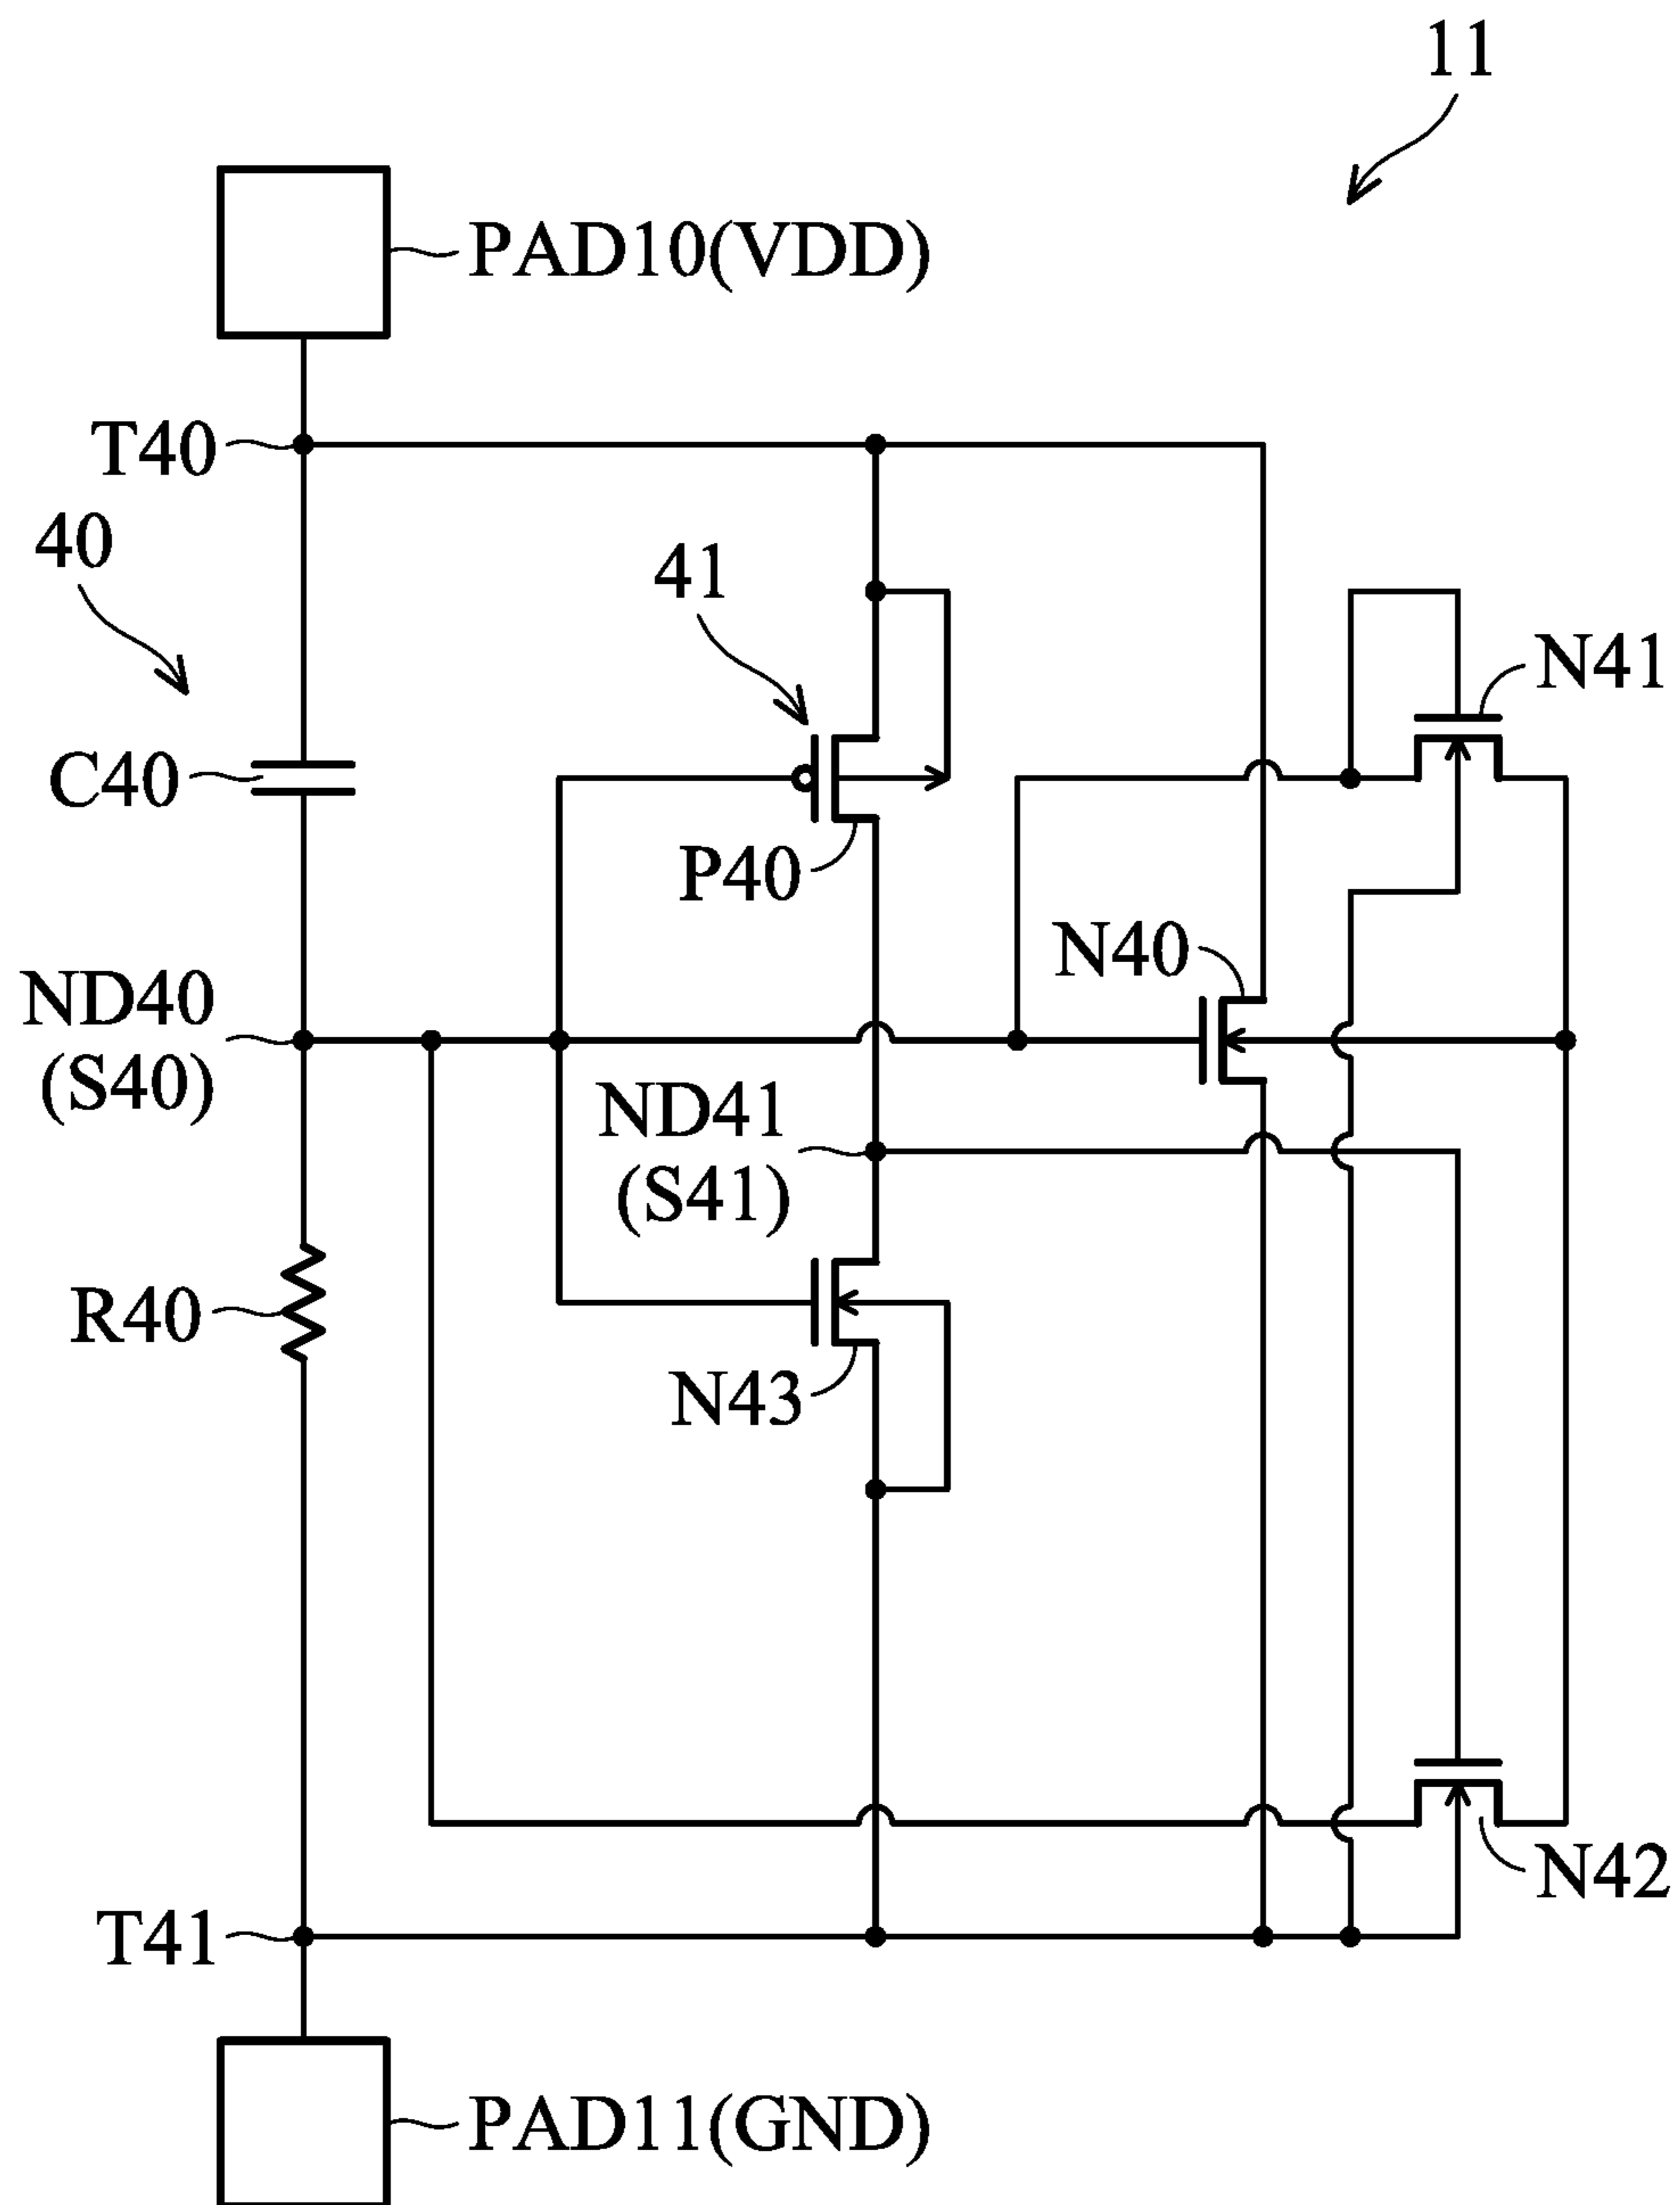 11
PAD10(VDD)
T40
40
41
N41
C40
P40
N40
ND40
(S40)
ND41
(S41)
R40
N43
N42
T41
PAD11(GND)